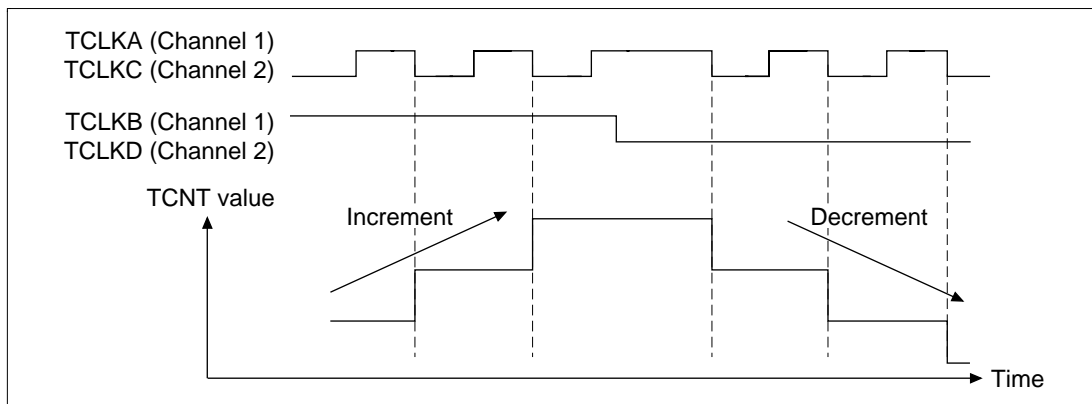 TCLKA (Channel 1)
TCLKC (Channel 2)
TCLKB (Channel 1)
TCLKD (Channel 2)
TCNT value
Increment
Decrement
Time